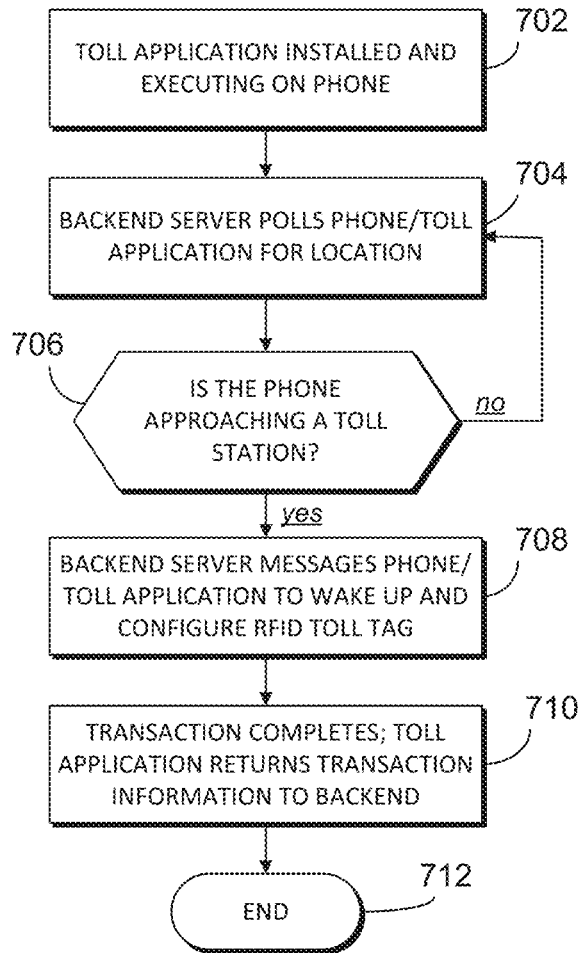 702
TOLL APPLICATION INSTALLED AND
EXECUTING ON PHONE
704
BACKEND SERVER POLLS PHONE/TOLL
APPLICATION FOR LOCATION
706
IS THE PHONE
APPROACHING A TOLL
STATION?
no
yes
708
BACKEND SERVER MESSAGES PHONE/
TOLL APPLICATION TO WAKE UP AND
CONFIGURE RFID TOLL TAG
710
TRANSACTION COMPLETES; TOLL
APPLICATION RETURNS TRANSACTION
INFORMATION TO BACKEND
712
END